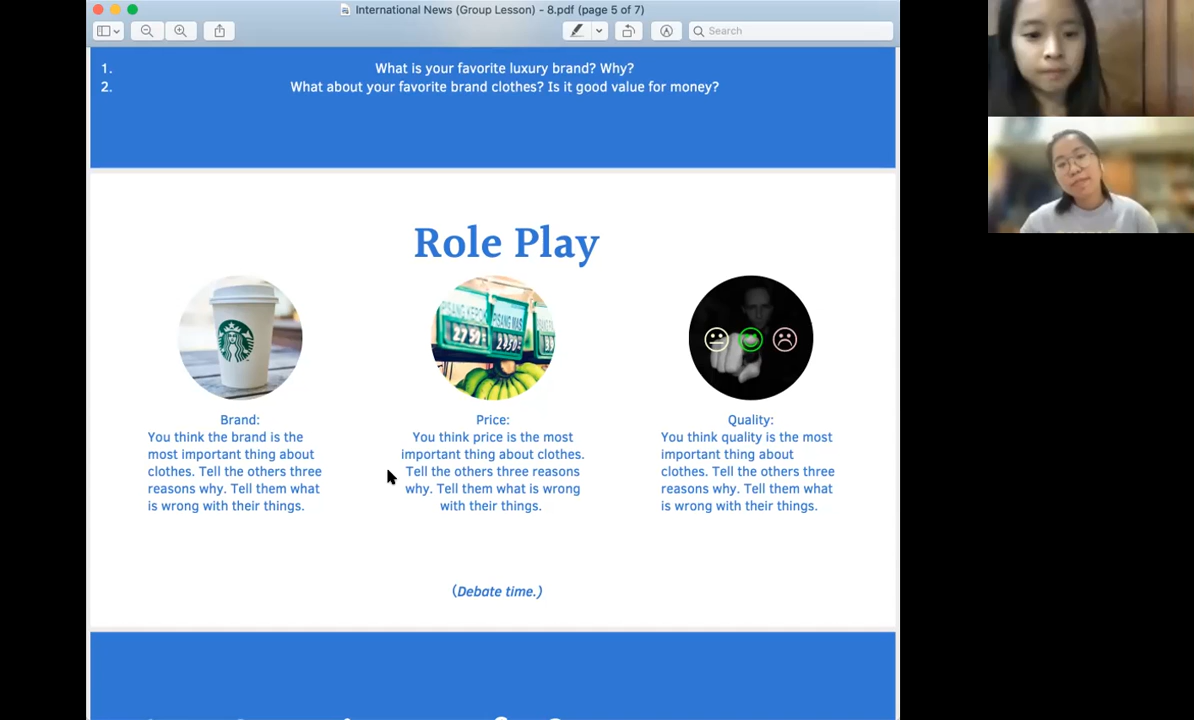 International News (Group Lesson) - 8.pdf (page 5 of 7)
Search
1. What is your favorite luxury brand? Why?
2. What about your favorite brand clothes? Is it good value for money?
Role Play
Brand:
You think the brand is the
most important thing about
clothes. Tell the others three
reasons why. Tell them what
is wrong with their things.
Price:
You think price is the most
important thing about clothes.
Tell the others three reasons
why. Tell them what is wrong
with their things.
Quality:
You think quality is the most
important thing about
clothes. Tell the others three
reasons why. Tell them what
is wrong with their things.
(Debate time.)